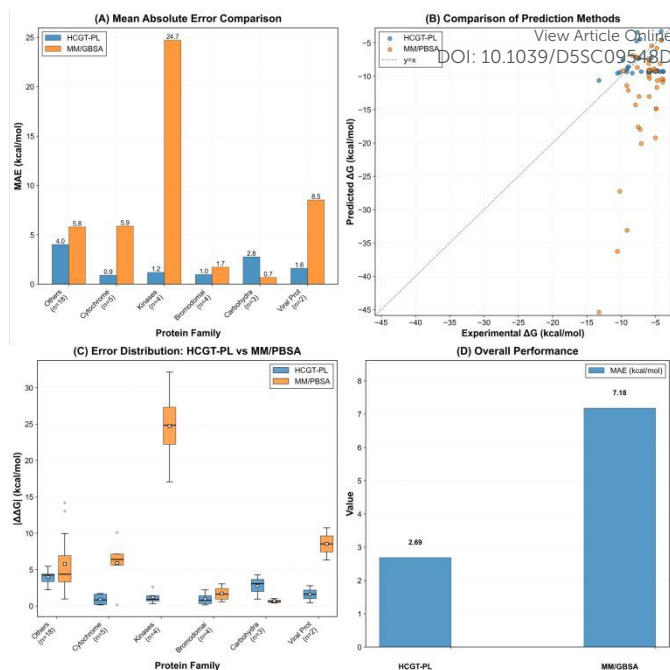 (A) Mean Absolute Error Comparison
HCGT-PL
MM/GBSA
MAE (kcal/mol)
25
20
15
10
5
0
4.0
5.8
0.9
5.9
1.2
24.7
1.0
1.7
2.8
0.7
1.6
8.5
Others
(n=18)
Cytochrome
(n=5)
Kinases
(n=4)
Bromodomai
(n=4)
Carbohydra
(n=3)
Viral Prot
(n=2)
Protein Family
(B) Comparison of Prediction Methods
View Article Online
DOI: 10.1039/D5SC09548D
HCGT-PL
MM/PBSA
y=x
Predicted ΔG (kcal/mol)
−5
−10
−15
−20
−25
−30
−35
−40
−45
−45
−40
−35
−30
−25
−20
−15
−10
−5
Experimental ΔG (kcal/mol)
(C) Error Distribution: HCGT-PL vs MM/PBSA
HCGT-PL
MM/PBSA
|ΔΔG| (kcal/mol)
30
25
20
15
10
5
0
Others
(n=18)
Cytochrome
(n=5)
Kinases
(n=4)
Bromodomai
(n=4)
Carbohydra
(n=3)
Viral Prot
(n=2)
Protein Family
(D) Overall Performance
MAE (kcal/mol)
Value
8
7
6
5
4
3
2
1
0
2.69
7.18
HCGT-PL
MM/GBSA